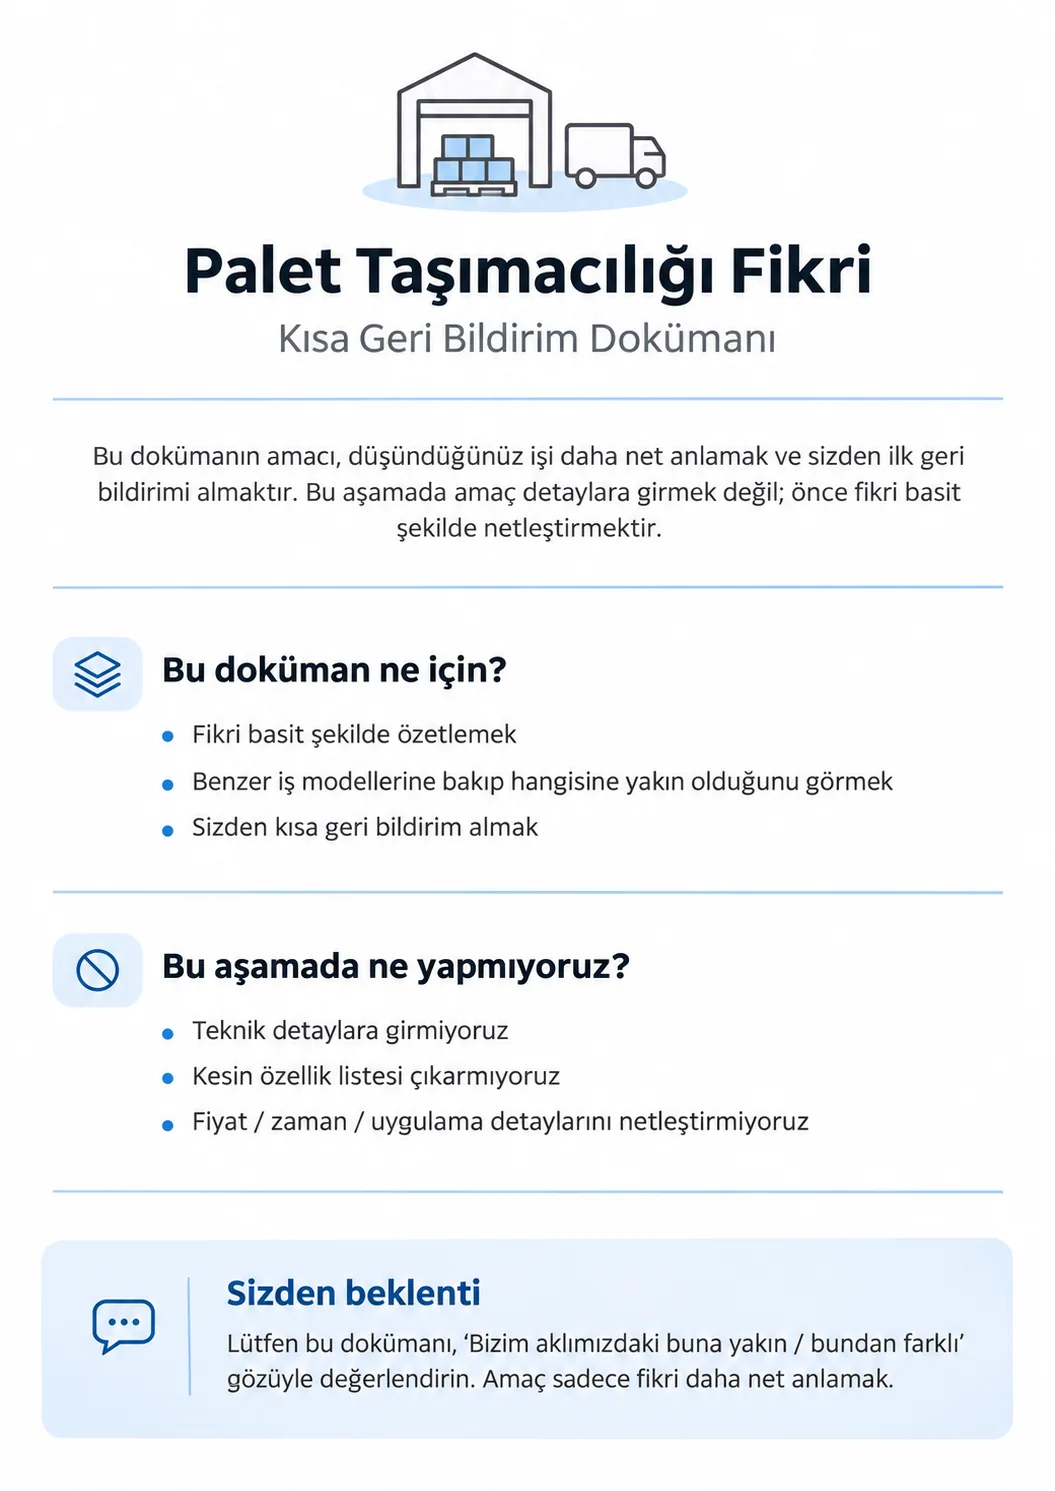 Palet Taşımacılığı Fikri
Kısa Geri Bildirim Dokümanı
Bu dokümanın amacı, düşündüğünüz işi daha net anlamak ve sizden ilk geri
bildirimi almaktır. Bu aşamada amaç detaylara girmek değil; önce fikri basit
şekilde netleştirmektir.
Bu doküman ne için?
• Fikri basit şekilde özetlemek
• Benzer iş modellerine bakıp hangisine yakın olduğunu görmek
• Sizden kısa geri bildirim almak
Bu aşamada ne yapmıyoruz?
• Teknik detaylara girmiyoruz
• Kesin özellik listesi çıkarmıyoruz
• Fiyat / zaman / uygulama detaylarını netleştirmiyoruz
Sizden beklenti
Lütfen bu dokümanı, ‘Bizim aklımızdaki buna yakın / bundan farklı’
gözüyle değerlendirin. Amaç sadece fikri daha net anlamak.